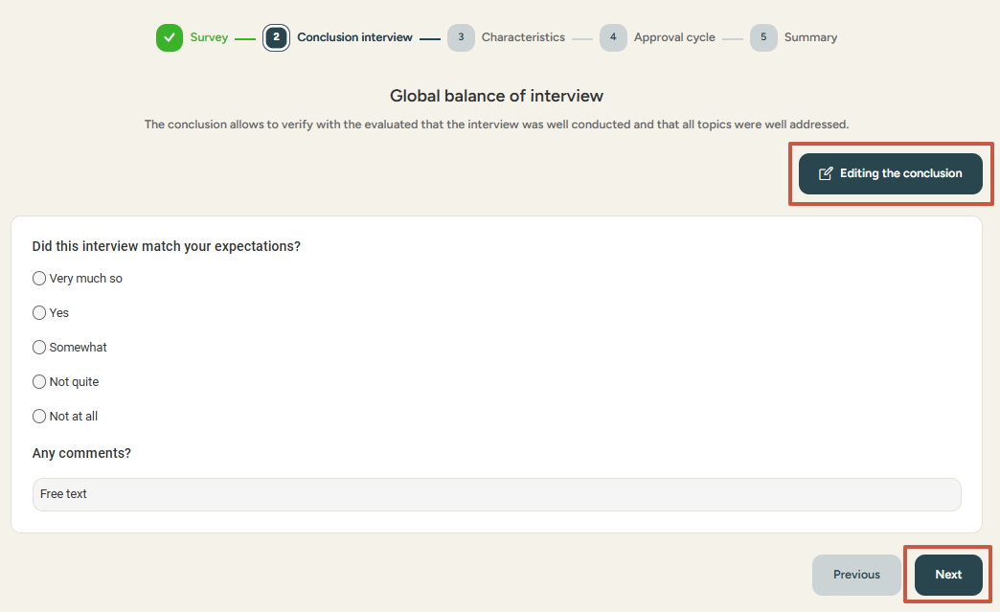 Survey 2 Conclusion interview 3 Characteristics 4 Approval cycle 5 Summary
Global balance of interview
The conclusion allows to verify with the evaluated that the interview was well conducted and that all topics were well addressed.
Editing the conclusion
Did this interview match your expectations?
Very much so
Yes
Somewhat
Not quite
Not at all
Any comments?
Free text
Previous Next